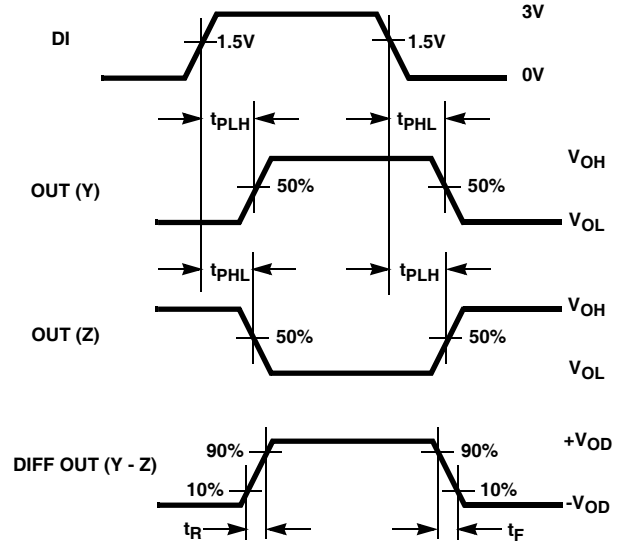 3V
DI
1.5V
1.5V
0V
tPLH
tPHL
VOH
OUT (Y)
50%
50%
VOL
tPHL
tPLH
VOH
OUT (Z)
50%
50%
VOL
+VOD
DIFF OUT (Y - Z)
90%
90%
10%
10%
-VOD
tR
tF